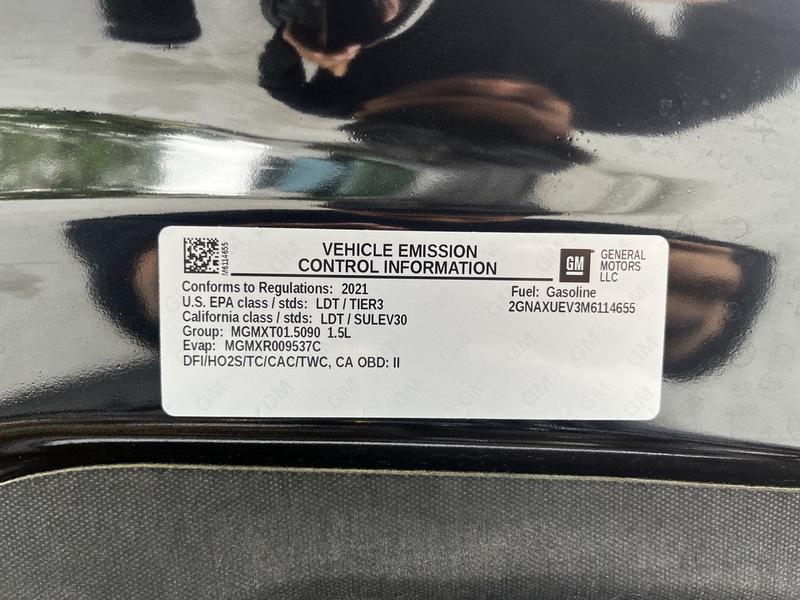 M6114655
VEHICLE EMISSION
CONTROL INFORMATION
GM
GENERAL
MOTORS
LLC
Conforms to Regulations: 2021
U.S. EPA class / stds: LDT / TIER3
California class / stds: LDT / SULEV30
Group: MGMXT01.5090 1.5L
Evap: MGMXR009537C
DFI/HO2S/TC/CAC/TWC, CA OBD: II
Fuel: Gasoline
2GNAXUEV3M6114655